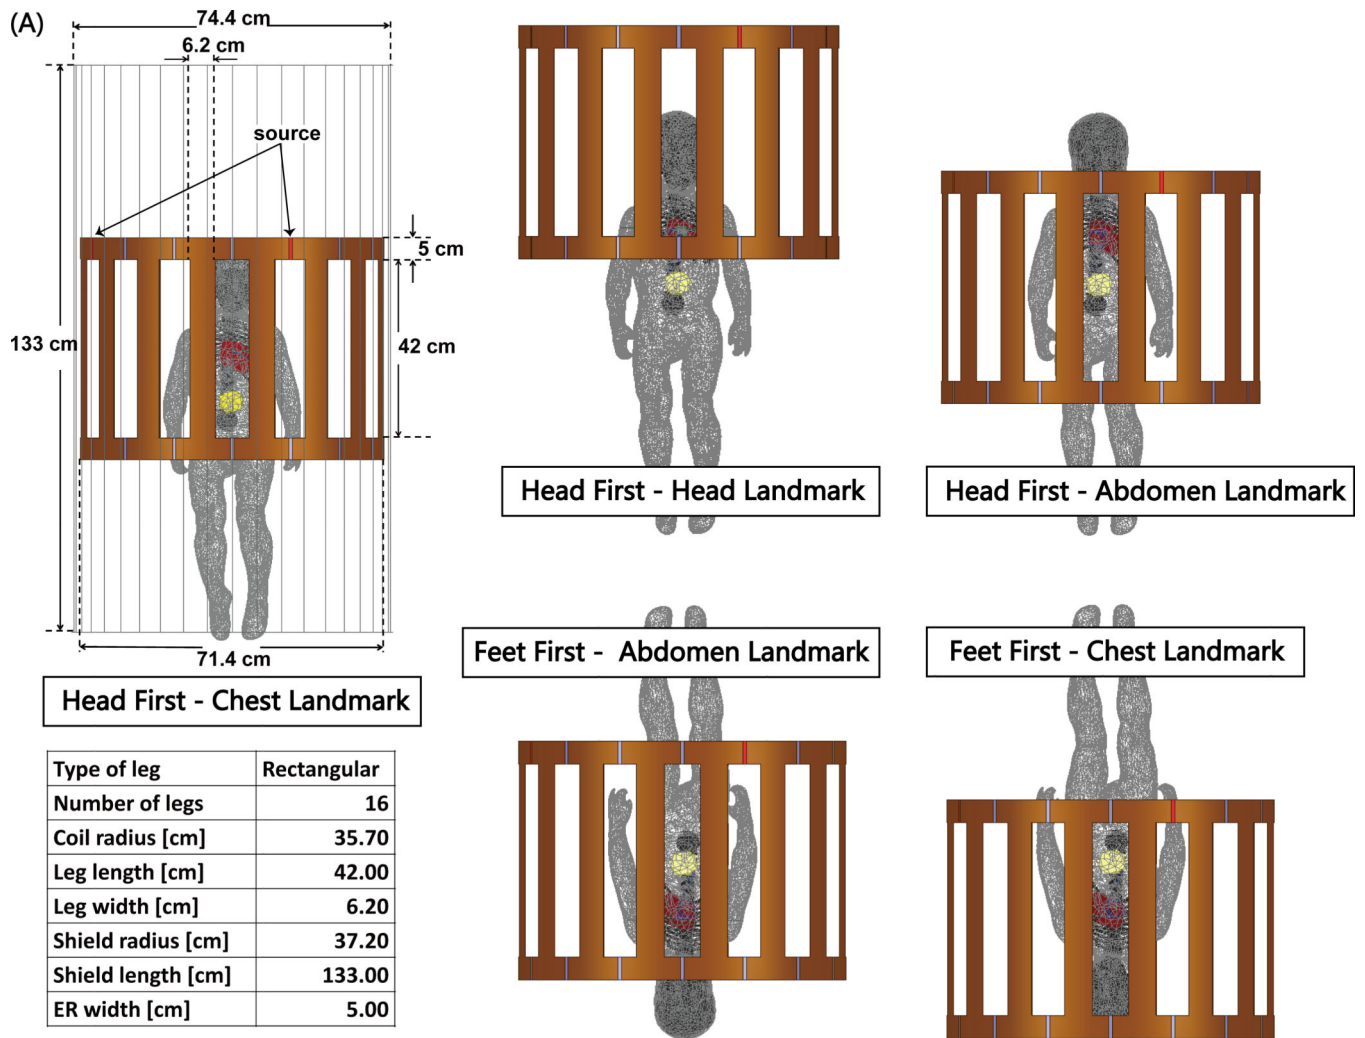 (A)
74.4 cm
6.2 cm
source
5 cm
133 cm
42 cm
71.4 cm
Head First - Chest Landmark
Head First - Head Landmark
Head First - Abdomen Landmark
Feet First - Abdomen Landmark
Feet First - Chest Landmark
Type of leg Rectangular
Number of legs 16
Coil radius [cm] 35.70
Leg length [cm] 42.00
Leg width [cm] 6.20
Shield radius [cm] 37.20
Shield length [cm] 133.00
ER width [cm] 5.00